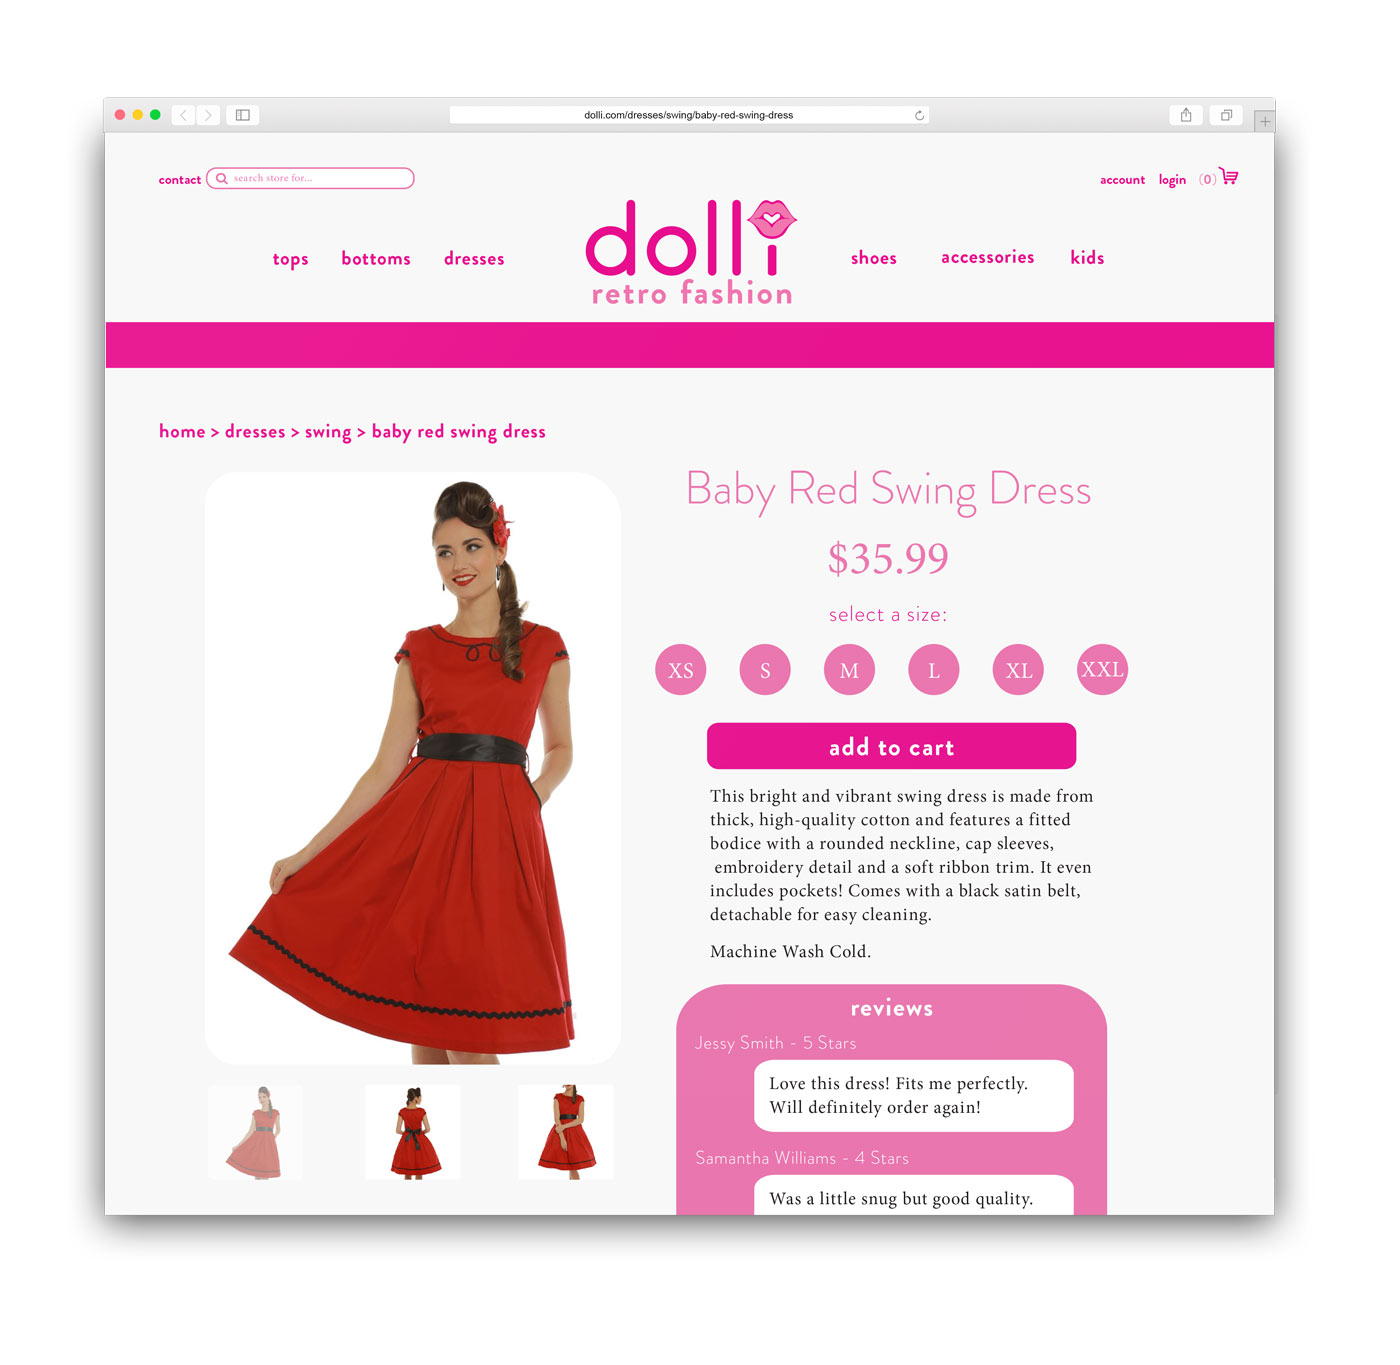 dolli.com/dresses/swing/baby-red-swing-dress
contact
search store for...
account
login
(0)
tops
bottoms
dresses
dolli
retro fashion
shoes
accessories
kids
home > dresses > swing > baby red swing dress
Baby Red Swing Dress
$35.99
select a size:
XS
S
M
L
XL
XXL
add to cart
This bright and vibrant swing dress is made from
thick, high-quality cotton and features a fitted
bodice with a rounded neckline, cap sleeves,
embroidery detail and a soft ribbon trim. It even
includes pockets! Comes with a black satin belt,
detachable for easy cleaning.
Machine Wash Cold.
reviews
Jessy Smith - 5 Stars
Love this dress! Fits me perfectly.
Will definitely order again!
Samantha Williams - 4 Stars
Was a little snug but good quality.